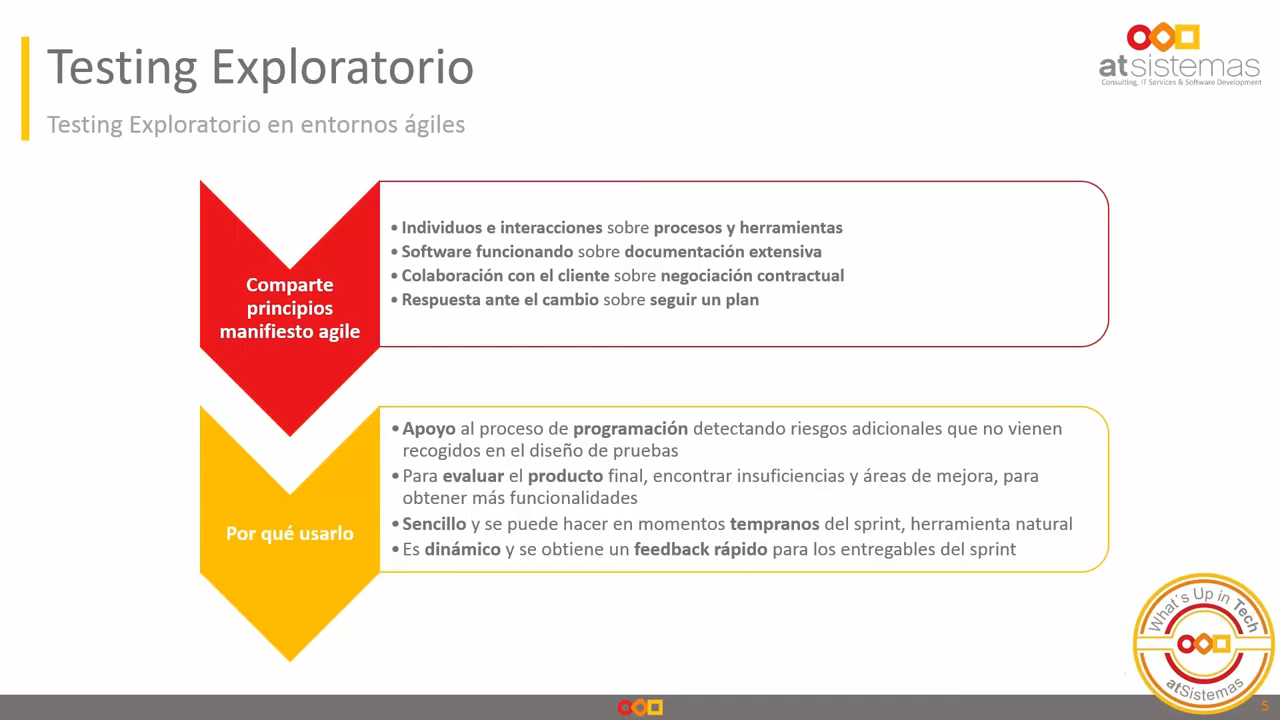 Testing Exploratorio
Testing Exploratorio en entornos ágiles
atsistemas
Consulting, IT Services & Software Development
Comparte
principios
manifiesto agile
• Individuos e interacciones sobre procesos y herramientas
• Software funcionando sobre documentación extensiva
• Colaboración con el cliente sobre negociación contractual
• Respuesta ante el cambio sobre seguir un plan
Por qué usarlo
• Apoyo al proceso de programación detectando riesgos adicionales que no vienen
recogidos en el diseño de pruebas
• Para evaluar el producto final, encontrar insuficiencias y áreas de mejora, para
obtener más funcionalidades
• Sencillo y se puede hacer en momentos tempranos del sprint, herramienta natural
• Es dinámico y se obtiene un feedback rápido para los entregables del sprint
What´s Up in Tech
atSistemas
5